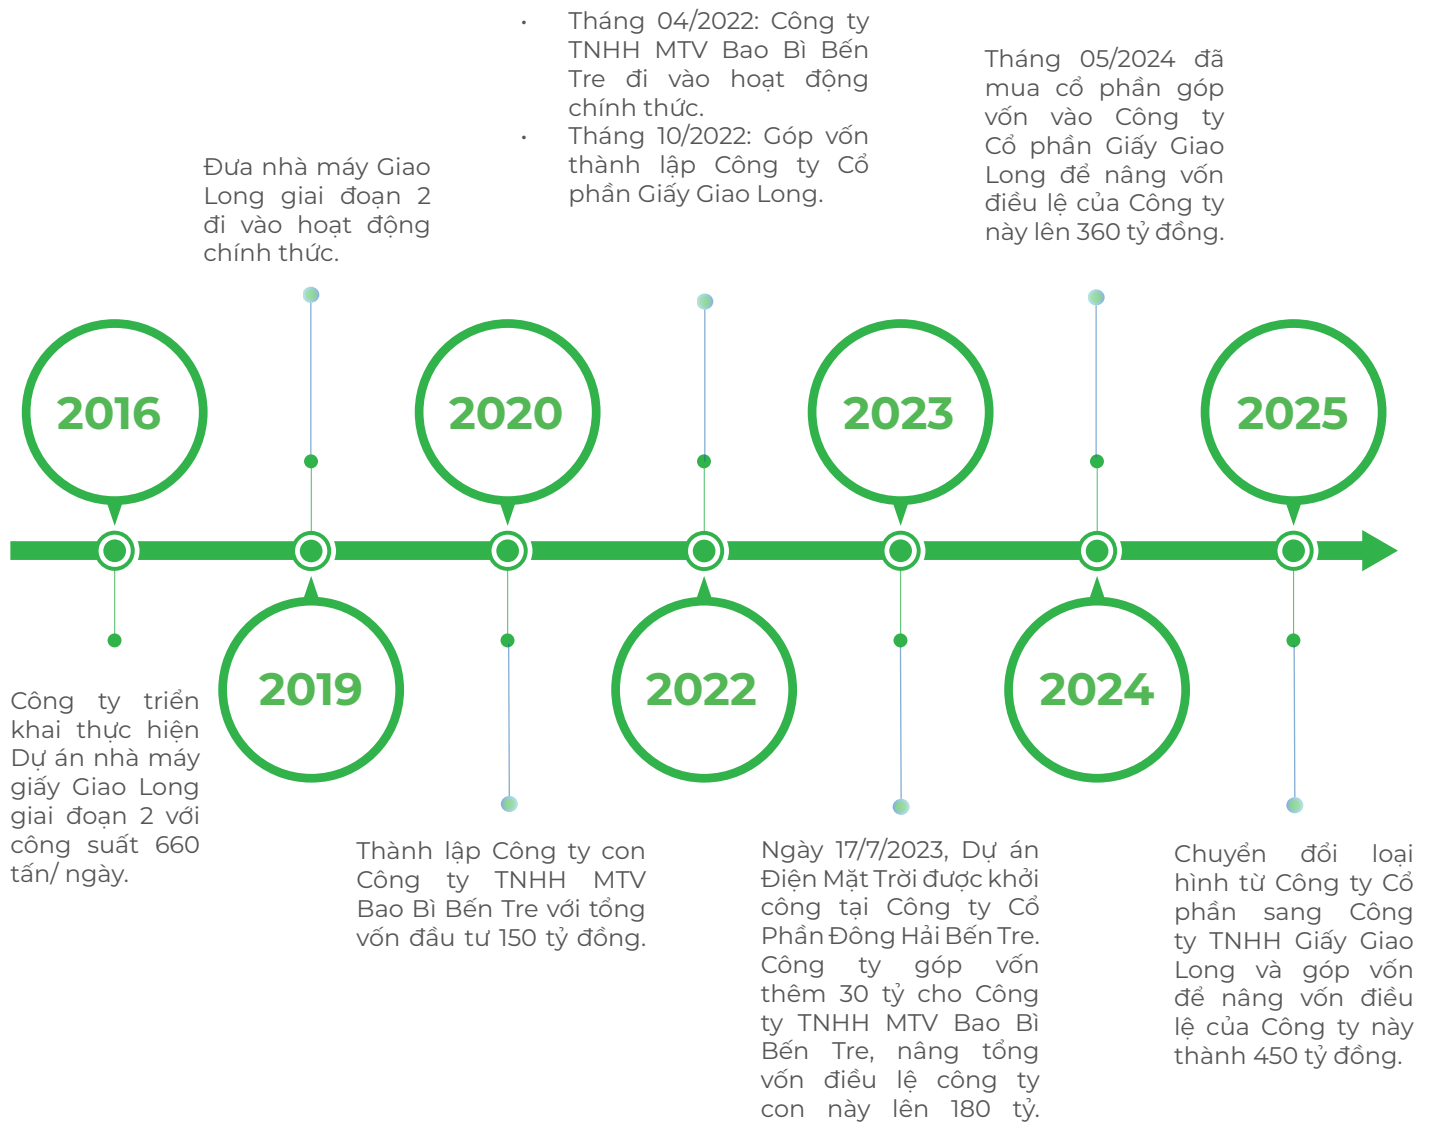 2016
Công ty triển
khai thực hiện
Dự án nhà máy
giấy Giao Long
giai đoạn 2 với
công suất 660
tấn/ ngày.
Đưa nhà máy Giao
Long giai đoạn 2
đi vào hoạt động
chính thức.
2019
2020
Thành lập Công ty con
Công ty TNHH MTV
Bao Bì Bến Tre với tổng
vốn đầu tư 150 tỷ đồng.
• Tháng 04/2022: Công ty
TNHH MTV Bao Bì Bến
Tre đi vào hoạt động
chính thức.
• Tháng 10/2022: Góp vốn
thành lập Công ty Cổ
phần Giấy Giao Long.
2022
2023
Ngày 17/7/2023, Dự án
Điện Mặt Trời được khởi
công tại Công ty Cổ
Phần Đông Hải Bến Tre.
Công ty góp vốn
thêm 30 tỷ cho Công
ty TNHH MTV Bao Bì
Bến Tre, nâng tổng
vốn điều lệ công ty
con này lên 180 tỷ.
Tháng 05/2024 đã
mua cổ phần góp
vốn vào Công ty
Cổ phần Giấy Giao
Long để nâng vốn
điều lệ của Công ty
này lên 360 tỷ đồng.
2024
2025
Chuyển đổi loại
hình từ Công ty Cổ
phần sang Công
ty TNHH Giấy Giao
Long và góp vốn
để nâng vốn điều
lệ của Công ty này
thành 450 tỷ đồng.